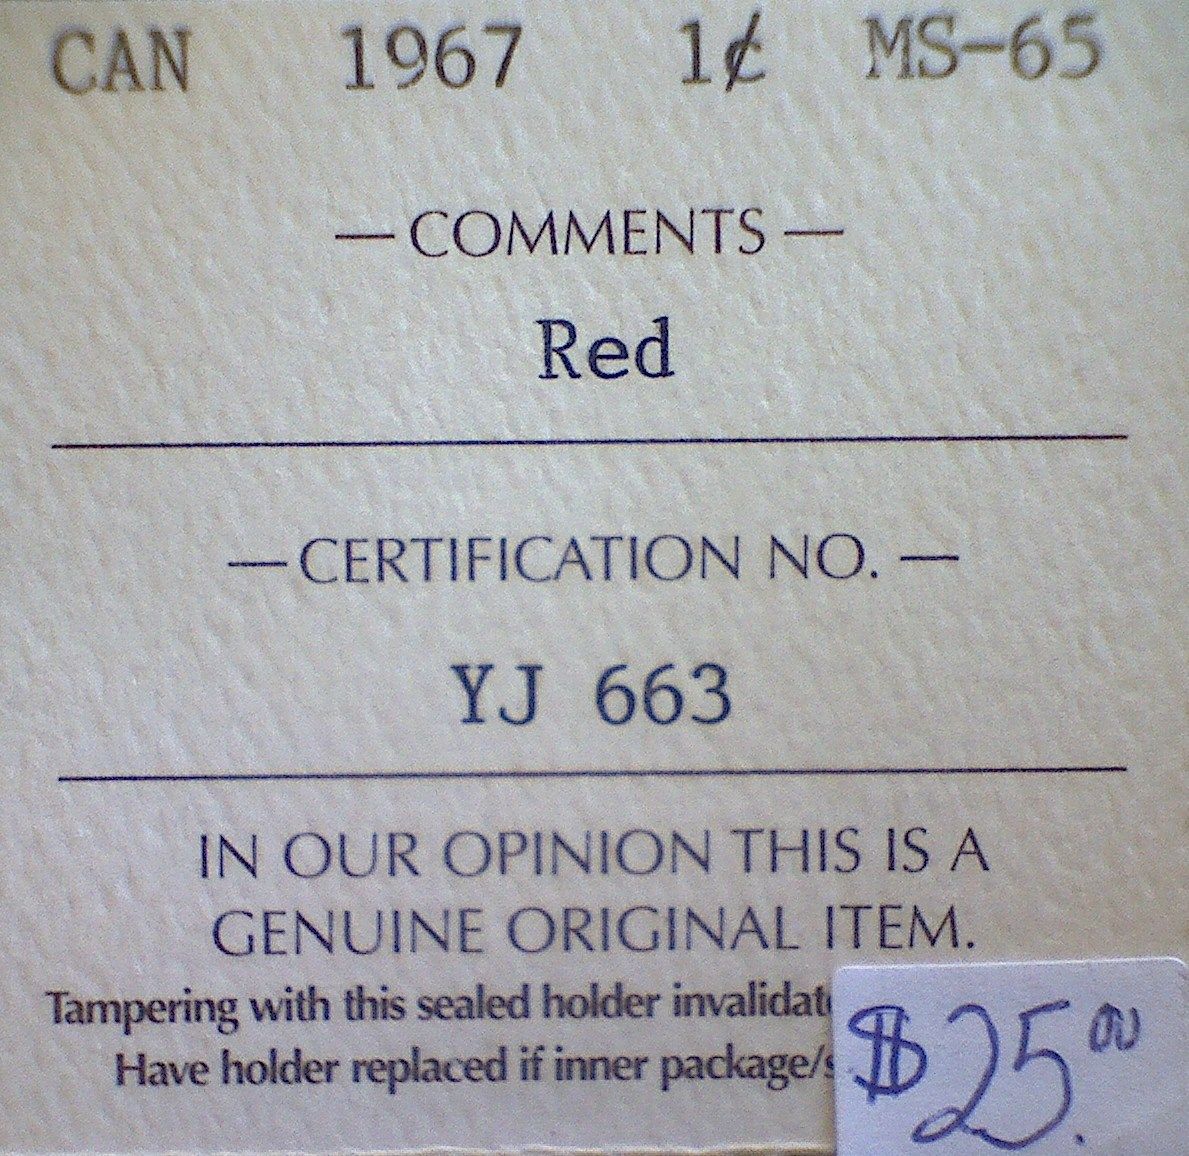 CAN 1967 1¢ MS-65
— COMMENTS —
Red
— CERTIFICATION NO. —
YJ 663
IN OUR OPINION THIS IS A
GENUINE ORIGINAL ITEM.
Tampering with this sealed holder
Have holder replaced if inner
$25.00